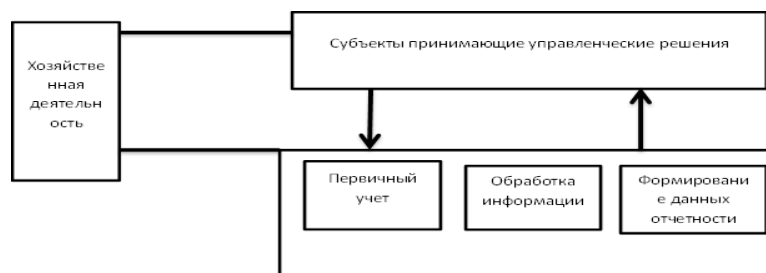 Субъекты принимающие управленческие решения
Хозяйстве
нная
деятельн
ость
Первичный
учет
Обработка
информации
Формировани
е данных
отчетности